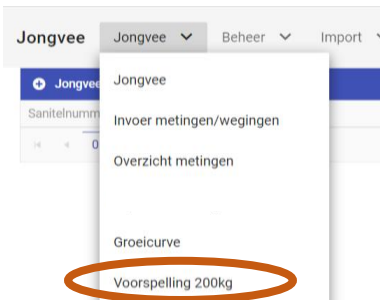 Jongvee Jongvee Beheer Import
Jongvee
Sanitelnumm
0
Jongvee
Invoer metingen/wegingen
Overzicht metingen
Groeicurve
Voorspelling 200kg